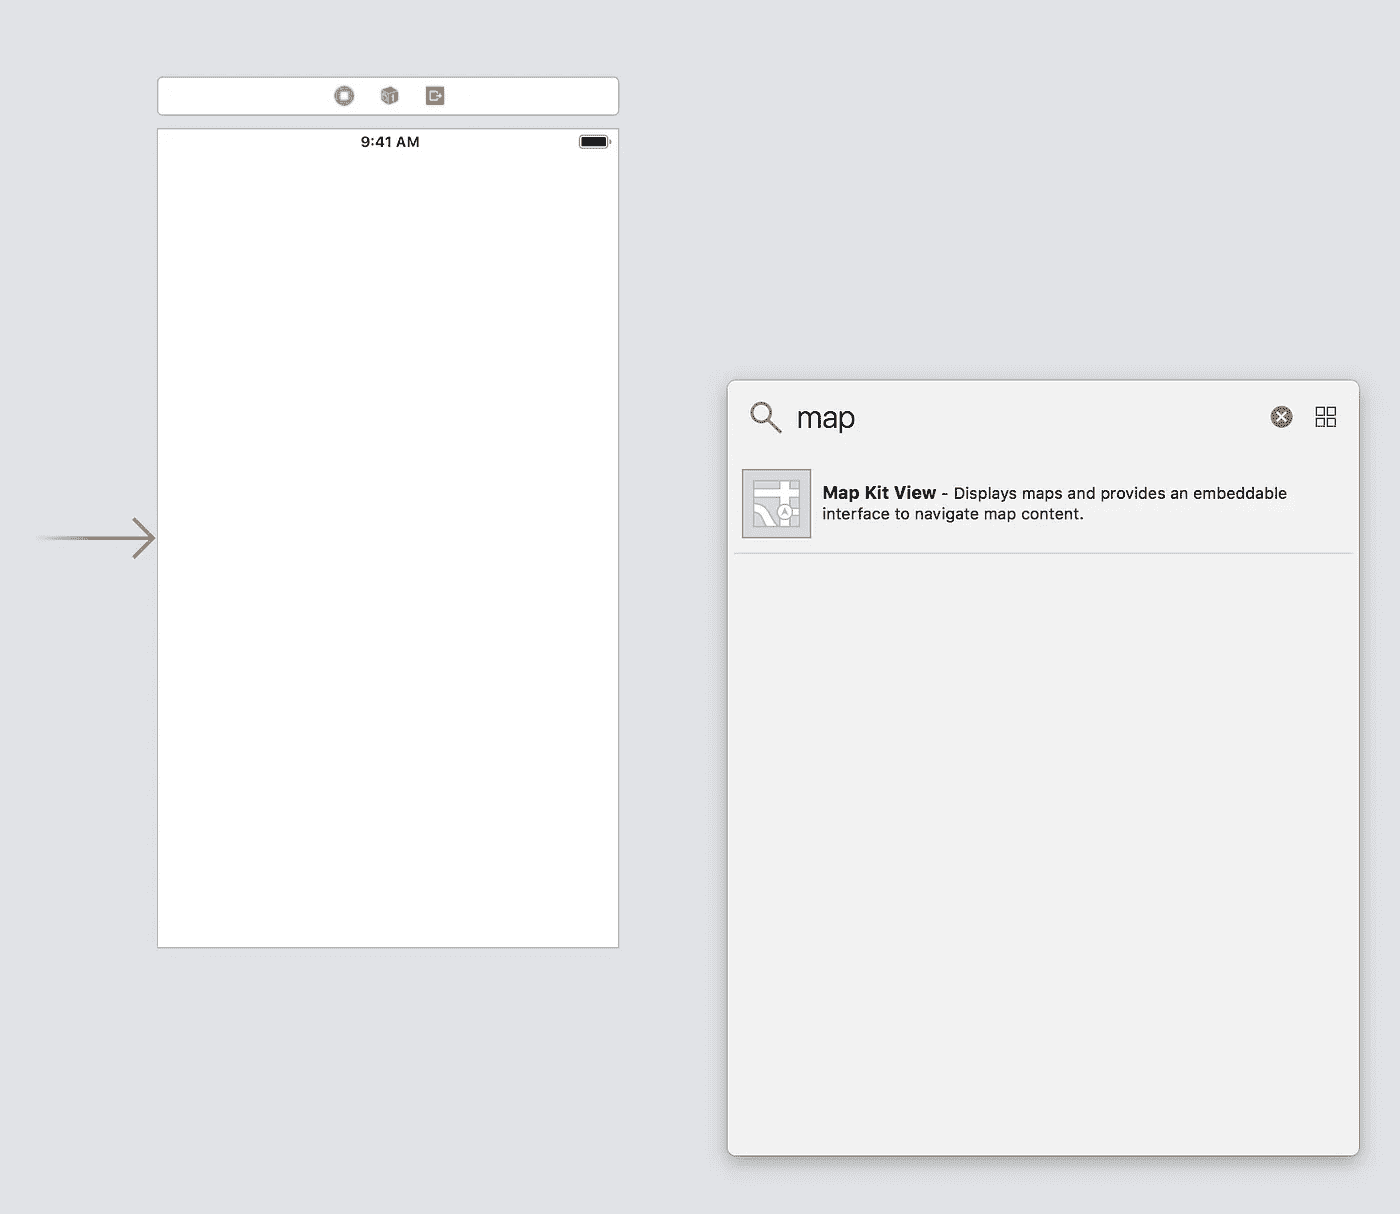 9:41 AM
map
Map Kit View - Displays maps and provides an embeddable
interface to navigate map content.